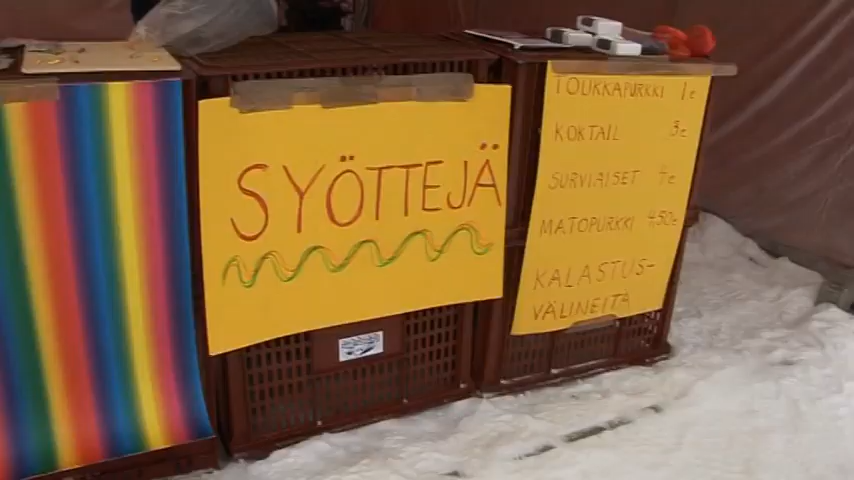 SYÖTTEJÄ
TOUKKAPURKKI 1e
KOKTAIL 3e
SURVIAISET 7e
MATOPURKKI 4,50e
KALASTUS-
VÄLINEITÄ